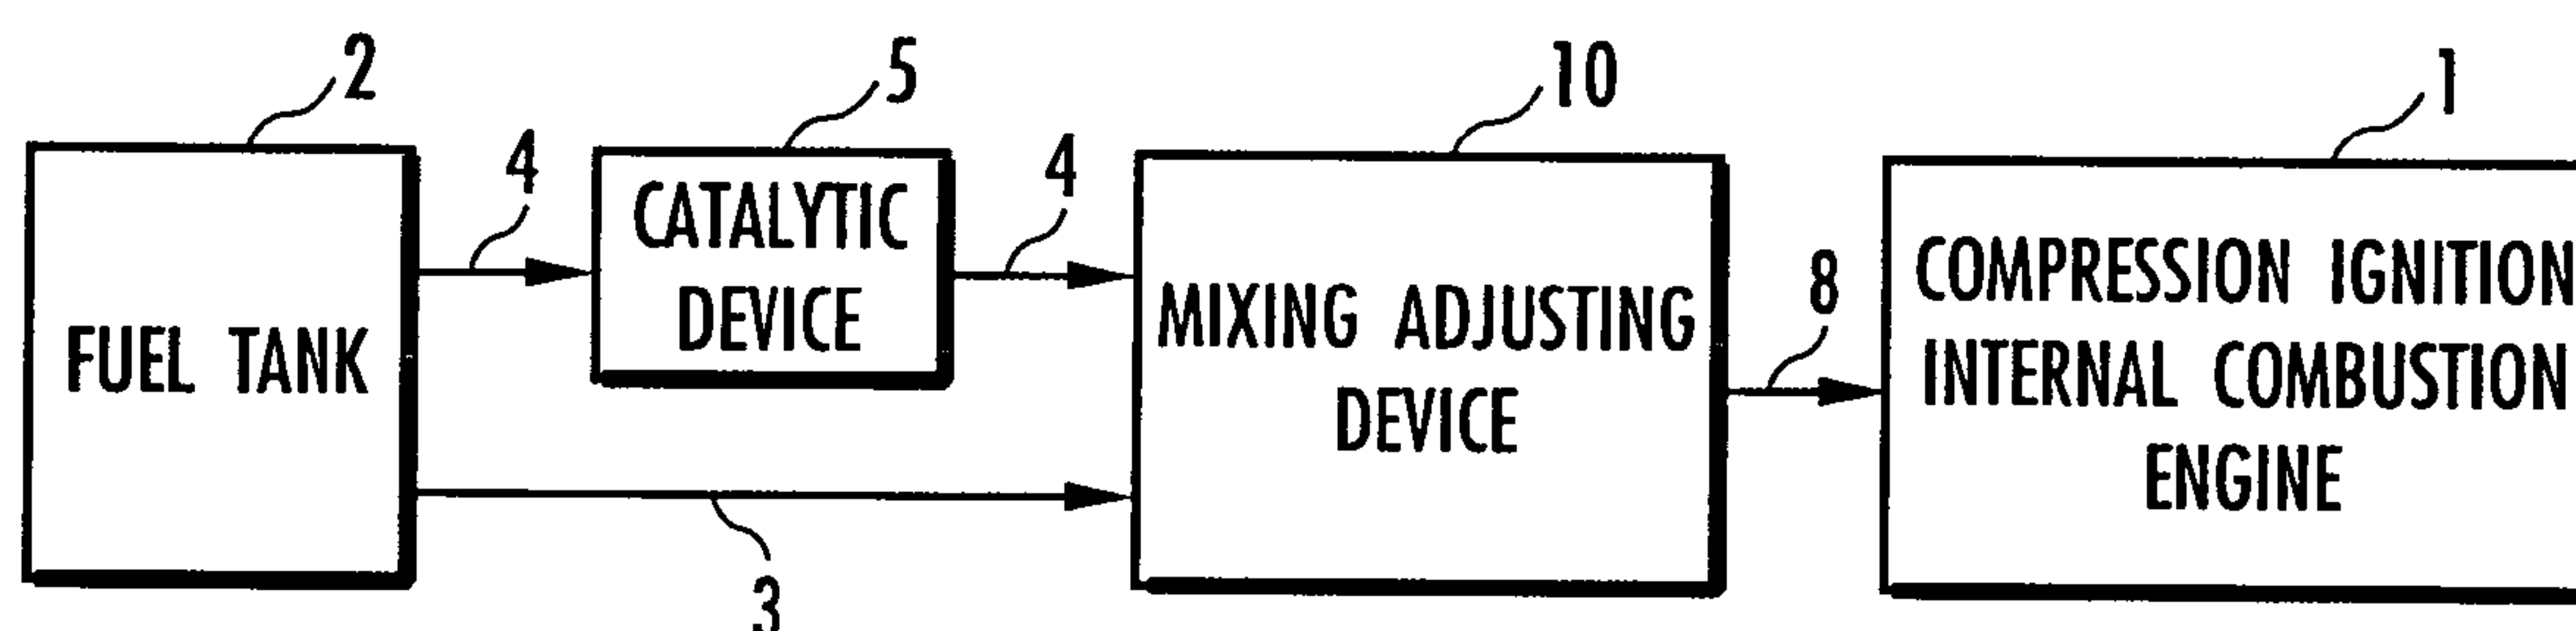 2
5
10
1
4
4
8
3
FUEL TANK
CATALYTIC
DEVICE
MIXING ADJUSTING
DEVICE
COMPRESSION IGNITION
INTERNAL COMBUSTION
ENGINE